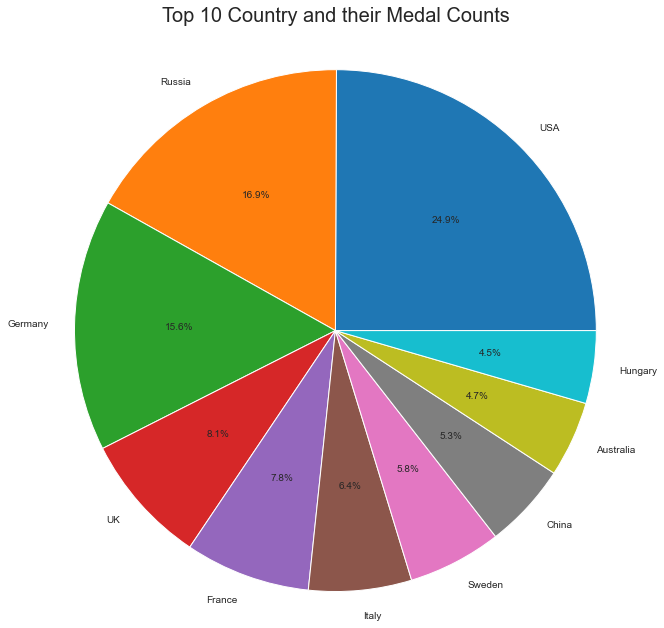 Top 10 Country and their Medal Counts
Russia
USA
16.9%
24.9%
Germany
15.6%
4.5%
Hungary
4.7%
8.1%
5.3%
Australia
5.8%
7.8%
6.4%
UK
China
Sweden
France
Italy